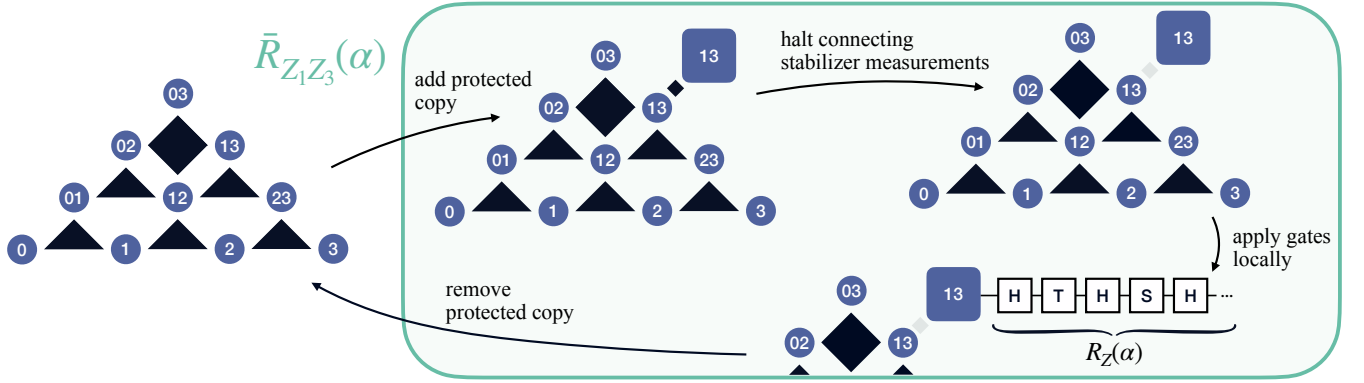 R̄_{Z₁Z₃}(α)
03
02 13
01 12 23
0 1 2 3
add protected
copy
13
03
02 13
01 12 23
0 1 2 3
halt connecting
stabilizer measurements
13
03
02 13
01 12 23
0 1 2 3
apply gates
locally
13 H T H S H ...
R_Z(α)
03
02 13
remove
protected copy